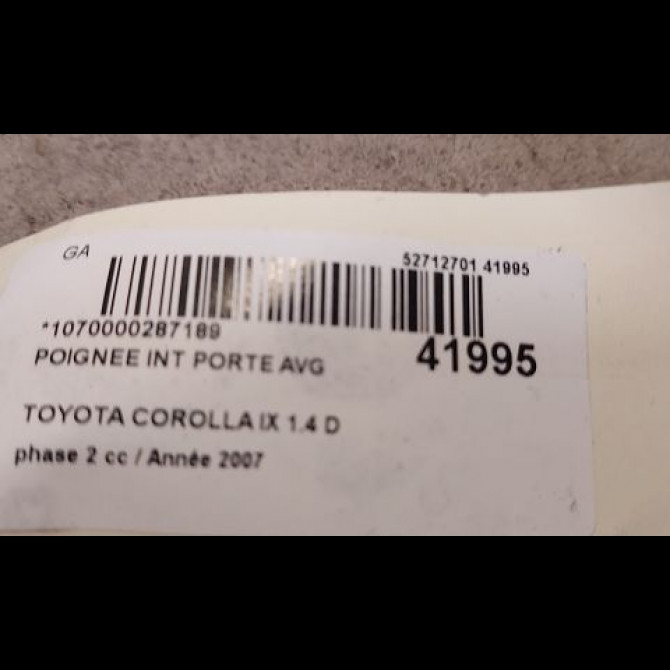 GA
52712701 41995
*1070000287189
41995
POIGNEE INT PORTE AVG
TOYOTA COROLLA IX 1.4 D
phase 2 cc / Année 2007